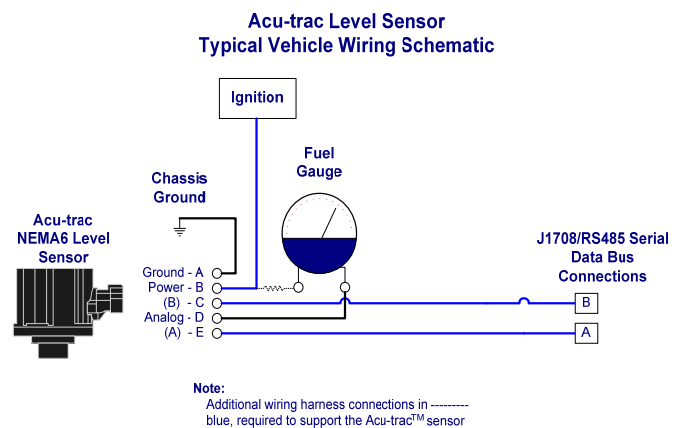 Acu-trac Level Sensor
Typical Vehicle Wiring Schematic
Ignition
Fuel
Gauge
Chassis
Ground
Acu-trac
NEMA6 Level
Sensor
J1708/RS485 Serial
Data Bus
Connections
Ground - A
Power - B
(B) - C
Analog - D
(A) - E
B
A
Note:
Additional wiring harness connections in ---------
blue, required to support the Acu-trac™ sensor